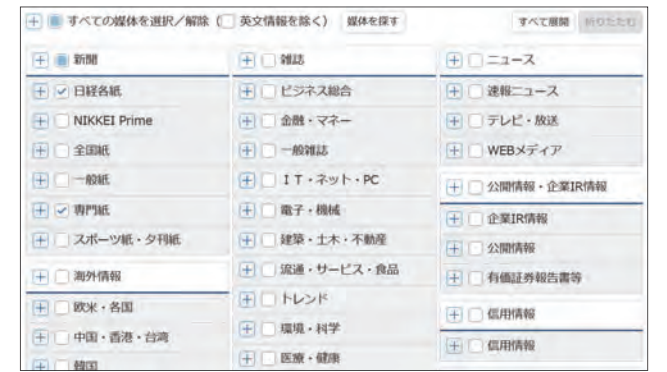 すべての媒体を選択／解除（ 英文情報を除く） 媒体を探す すべて展開 折りたたむ
新聞
日経各紙
NIKKEI Prime
全国紙
一般紙
専門紙
スポーツ紙・夕刊紙
海外情報
欧米・各国
中国・香港・台湾
韓国
雑誌
ビジネス総合
金融・マネー
一般雑誌
ＩＴ・ネット・PC
電子・機械
建築・土木・不動産
流通・サービス・食品
トレンド
環境・科学
医療・健康
ニュース
速報ニュース
テレビ・放送
WEBメディア
公開情報・企業IR情報
企業IR情報
公開情報
有価証券報告書等
信用情報
信用情報